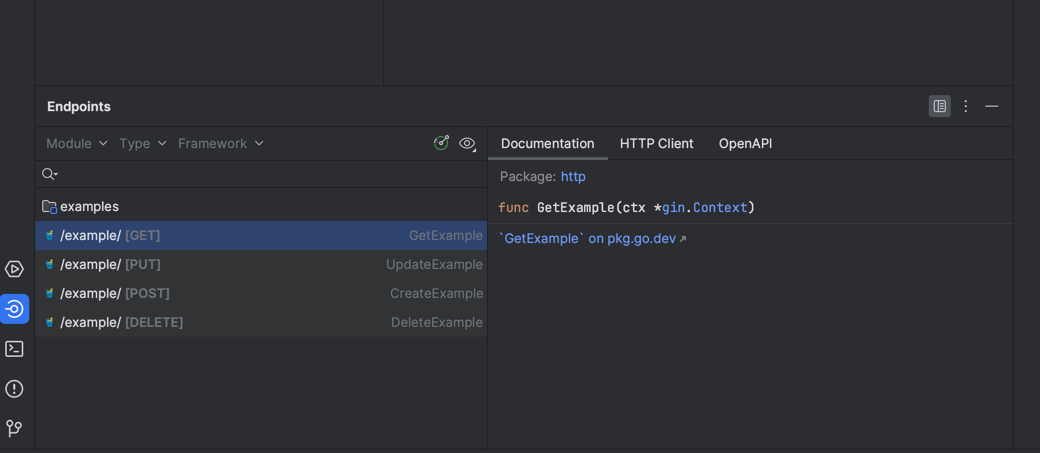 Endpoints
Module Type Framework
Documentation HTTP Client OpenAPI
Package: http
examples
func GetExample(ctx *gin.Context)
/example/ [GET] GetExample
`GetExample` on pkg.go.dev
/example/ [PUT] UpdateExample
/example/ [POST] CreateExample
/example/ [DELETE] DeleteExample